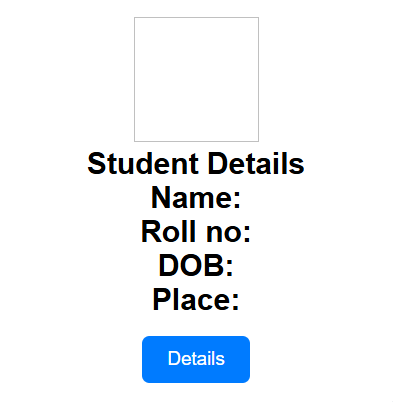 Student Details
Name:
Roll no:
DOB:
Place:
Details